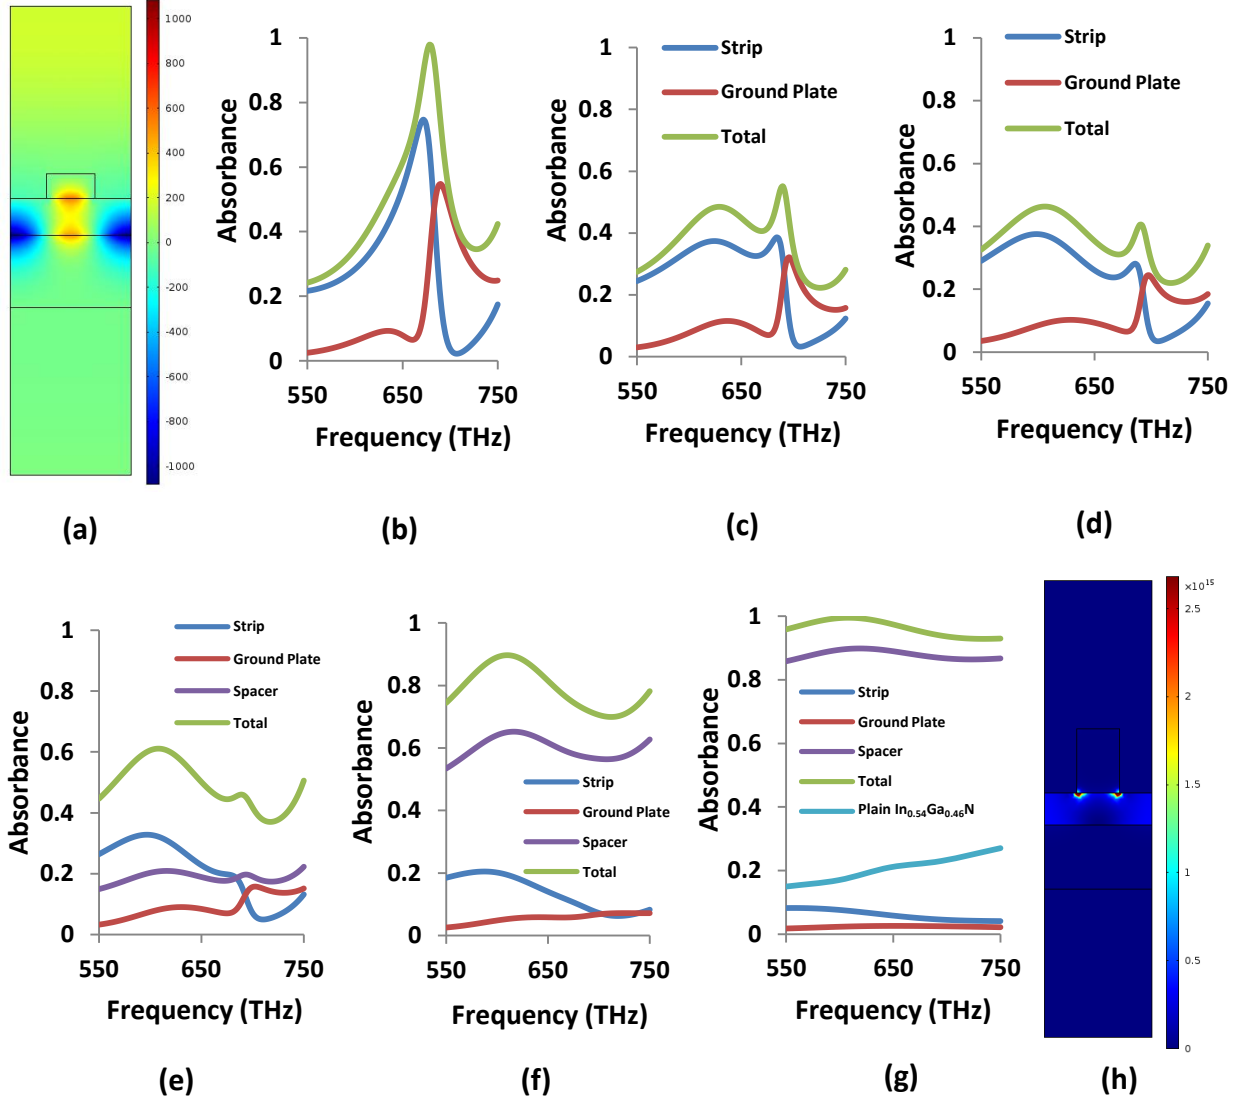 1000
800
600
400
200
0
-200
-400
-600
-800
-1000
(a)
Absorbance
1
0.8
0.6
0.4
0.2
0
550 650 750
Frequency (THz)
(b)
Absorbance
1
0.8
0.6
0.4
0.2
0
Strip
Ground Plate
Total
550 650 750
Frequency (THz)
(c)
Absorbance
1
0.8
0.6
0.4
0.2
0
Strip
Ground Plate
Total
550 650 750
Frequency (THz)
(d)
Absorbance
1
0.8
0.6
0.4
0.2
0
Strip
Ground Plate
Spacer
Total
550 650 750
Frequency (THz)
(e)
Absorbance
1
0.8
0.6
0.4
0.2
0
Strip
Ground Plate
Spacer
Total
550 650 750
Frequency (THz)
(f)
Absorbance
1
0.8
0.6
0.4
0.2
0
Strip
Ground Plate
Spacer
Total
Plain In₀.₅₄Ga₀.₄₆N
550 650 750
Frequency (THz)
(g)
×10¹⁵
2.5
2
1.5
1
0.5
0
(h)